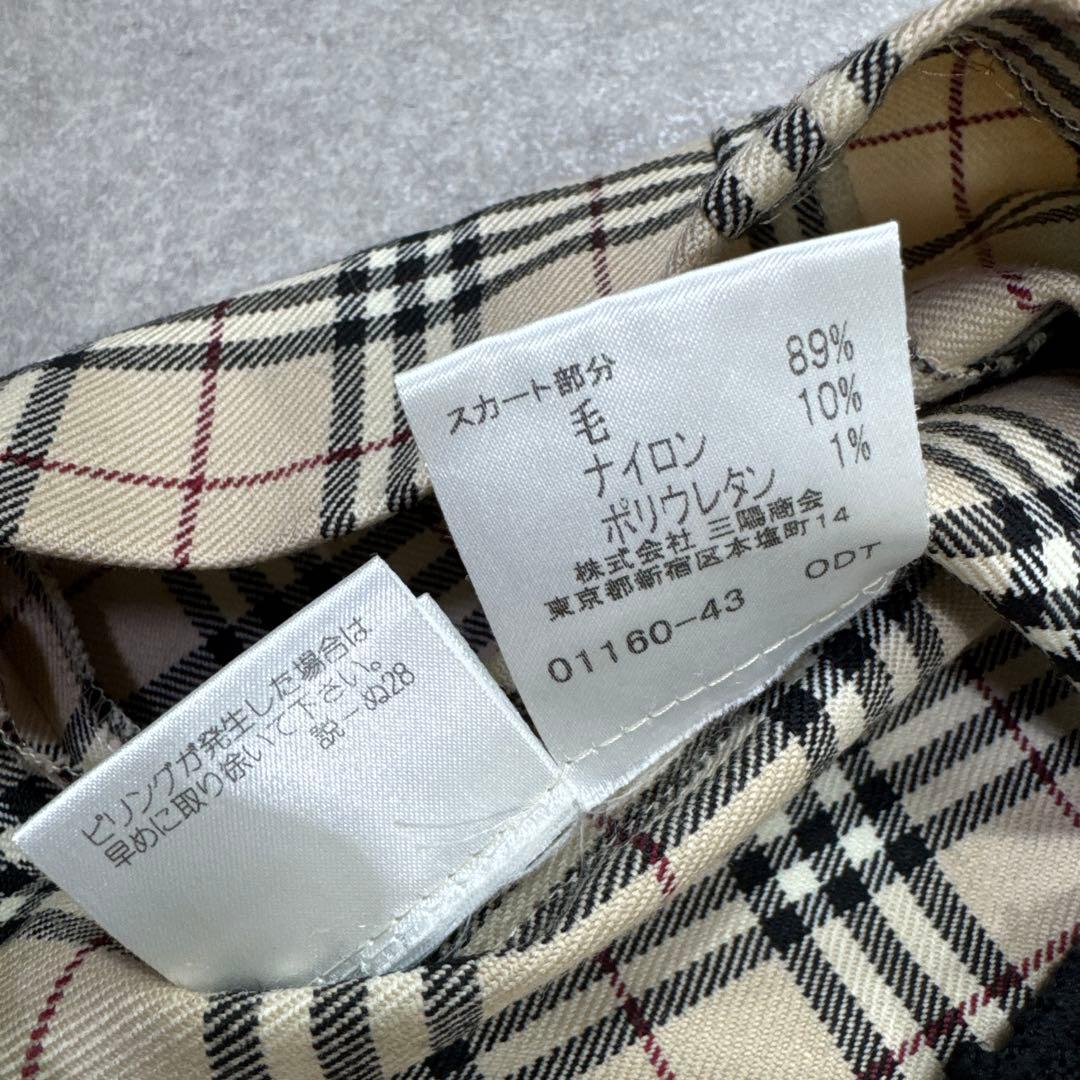 スカート部分
毛 89%
ナイロン 10%
ポリウレタン 1%
株式会社 三陽商会
東京都新宿区本塩町14
01160-43 ODT
ピリングが発生した場合は
早めに取り除いて下さい。
説-ぬ28